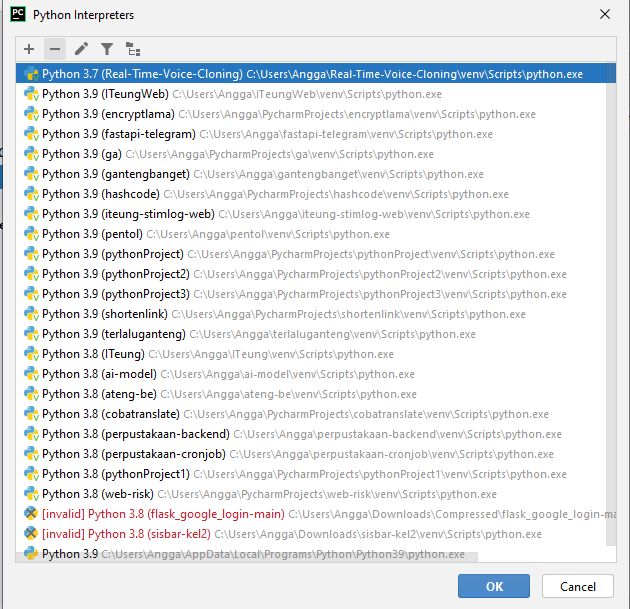 PC Python Interpreters
Python 3.7 (Real-Time-Voice-Cloning) C:\Users\Angga\Real-Time-Voice-Cloning\venv\Scripts\python.exe
Python 3.9 (ITeungWeb) C:\Users\Angga\ITeungWeb\venv\Scripts\python.exe
Python 3.9 (encryptlama) C:\Users\Angga\PycharmProjects\encryptlama\venv\Scripts\python.exe
Python 3.9 (fastapi-telegram) C:\Users\Angga\fastapi-telegram\venv\Scripts\python.exe
Python 3.9 (ga) C:\Users\Angga\PycharmProjects\ga\venv\Scripts\python.exe
Python 3.9 (gantengbanget) C:\Users\Angga\gantengbanget\venv\Scripts\python.exe
Python 3.9 (hashcode) C:\Users\Angga\PycharmProjects\hashcode\venv\Scripts\python.exe
Python 3.9 (iteung-stimlog-web) C:\Users\Angga\iteung-stimlog-web\venv\Scripts\python.exe
Python 3.9 (pentol) C:\Users\Angga\pentol\venv\Scripts\python.exe
Python 3.9 (pythonProject) C:\Users\Angga\PycharmProjects\pythonProject\venv\Scripts\python.exe
Python 3.9 (pythonProject2) C:\Users\Angga\PycharmProjects\pythonProject2\venv\Scripts\python.exe
Python 3.9 (pythonProject3) C:\Users\Angga\PycharmProjects\pythonProject3\venv\Scripts\python.exe
Python 3.9 (shortenlink) C:\Users\Angga\PycharmProjects\shortenlink\venv\Scripts\python.exe
Python 3.9 (terlaluganteng) C:\Users\Angga\terlaluganteng\venv\Scripts\python.exe
Python 3.8 (ITeung) C:\Users\Angga\ITeung\venv\Scripts\python.exe
Python 3.8 (ai-model) C:\Users\Angga\ai-model\venv\Scripts\python.exe
Python 3.8 (ateng-be) C:\Users\Angga\ateng-be\venv\Scripts\python.exe
Python 3.8 (cobatranslate) C:\Users\Angga\PycharmProjects\cobatranslate\venv\Scripts\python.exe
Python 3.8 (perpustakaan-backend) C:\Users\Angga\perpustakaan-backend\venv\Scripts\python.exe
Python 3.8 (perpustakaan-cronjob) C:\Users\Angga\perpustakaan-cronjob\venv\Scripts\python.exe
Python 3.8 (pythonProject1) C:\Users\Angga\PycharmProjects\pythonProject1\venv\Scripts\python.exe
Python 3.8 (web-risk) C:\Users\Angga\PycharmProjects\web-risk\venv\Scripts\python.exe
[invalid] Python 3.8 (flask_google_login-main) C:\Users\Angga\Downloads\Compressed\flask_google_login-ma
[invalid] Python 3.8 (sisbar-kel2) C:\Users\Angga\Downloads\sisbar-kel2\venv\Scripts\python.exe
Python 3.9 C:\Users\Angga\AppData\Local\Programs\Python\Python39\python.exe
OK Cancel